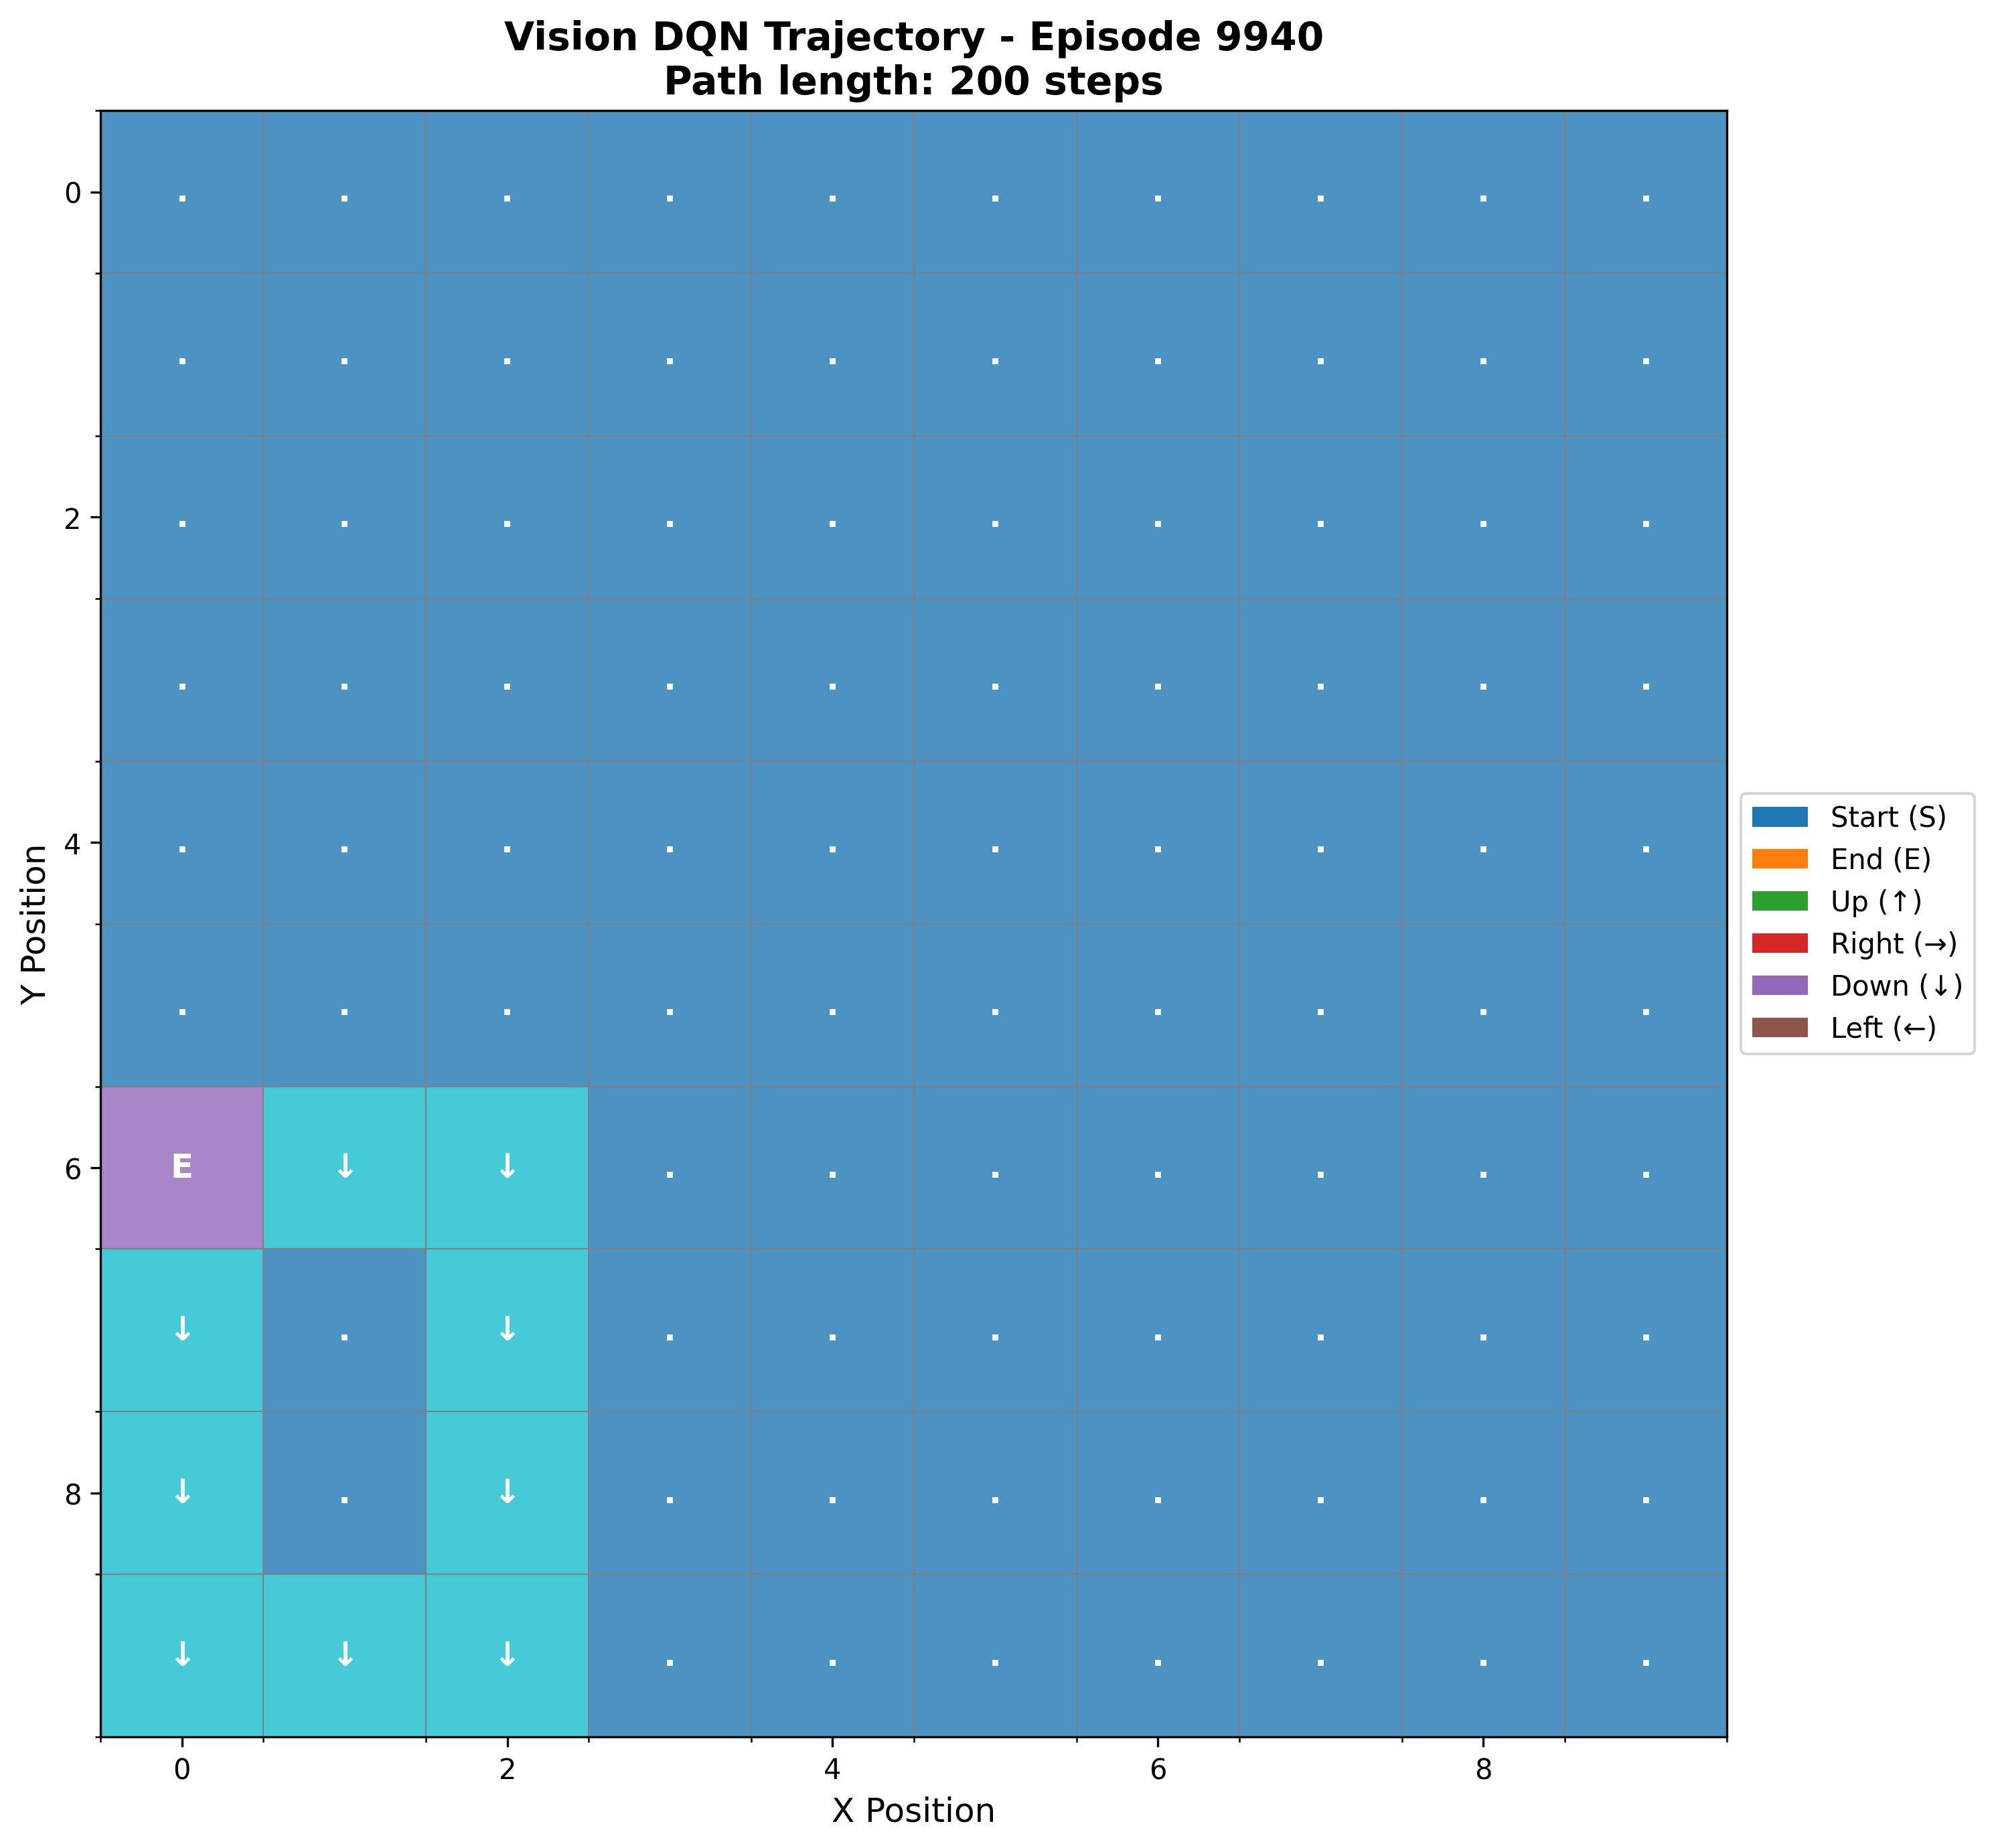 Vision DQN Trajectory - Episode 9940
Path length: 200 steps
0
2
4
Y Position
6
8
E ↓ ↓
↓ ↓
↓ ↓
↓ ↓ ↓
0 2 4 6 8
X Position
Start (S)
End (E)
Up (↑)
Right (→)
Down (↓)
Left (←)